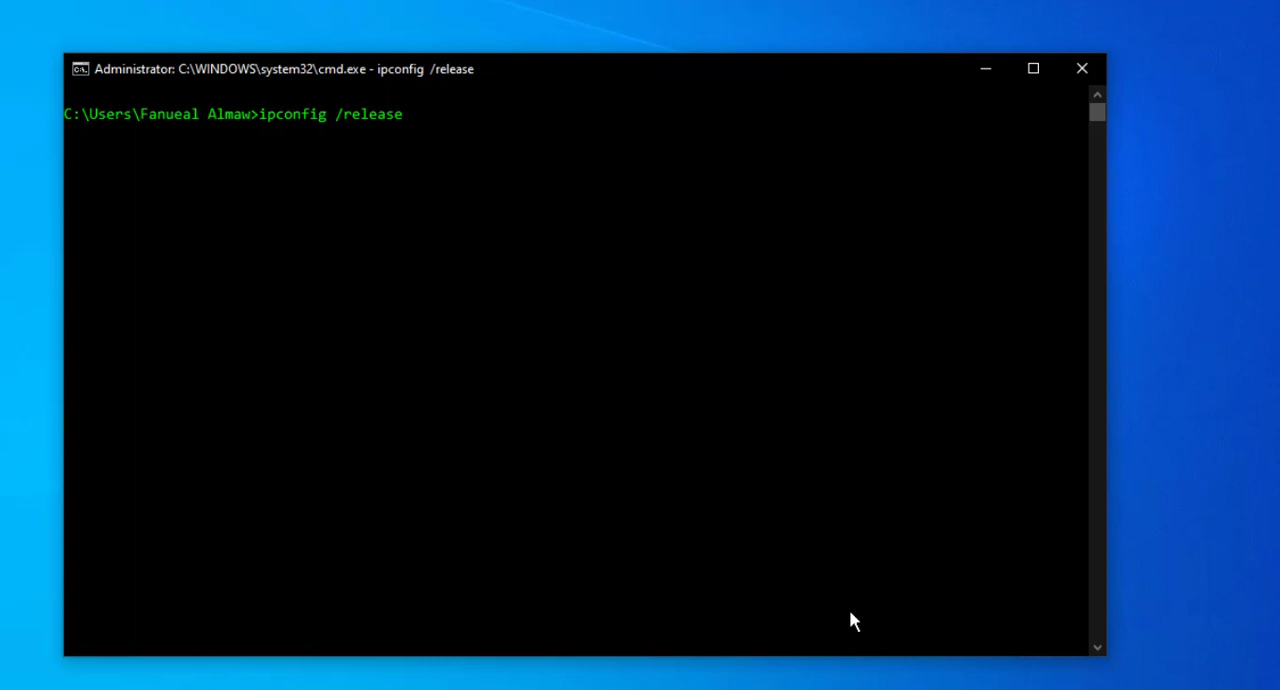 Administrator: C:\WINDOWS\system32\cmd.exe - ipconfig  /release
C:\Users\Fanueal Almaw>ipconfig /release